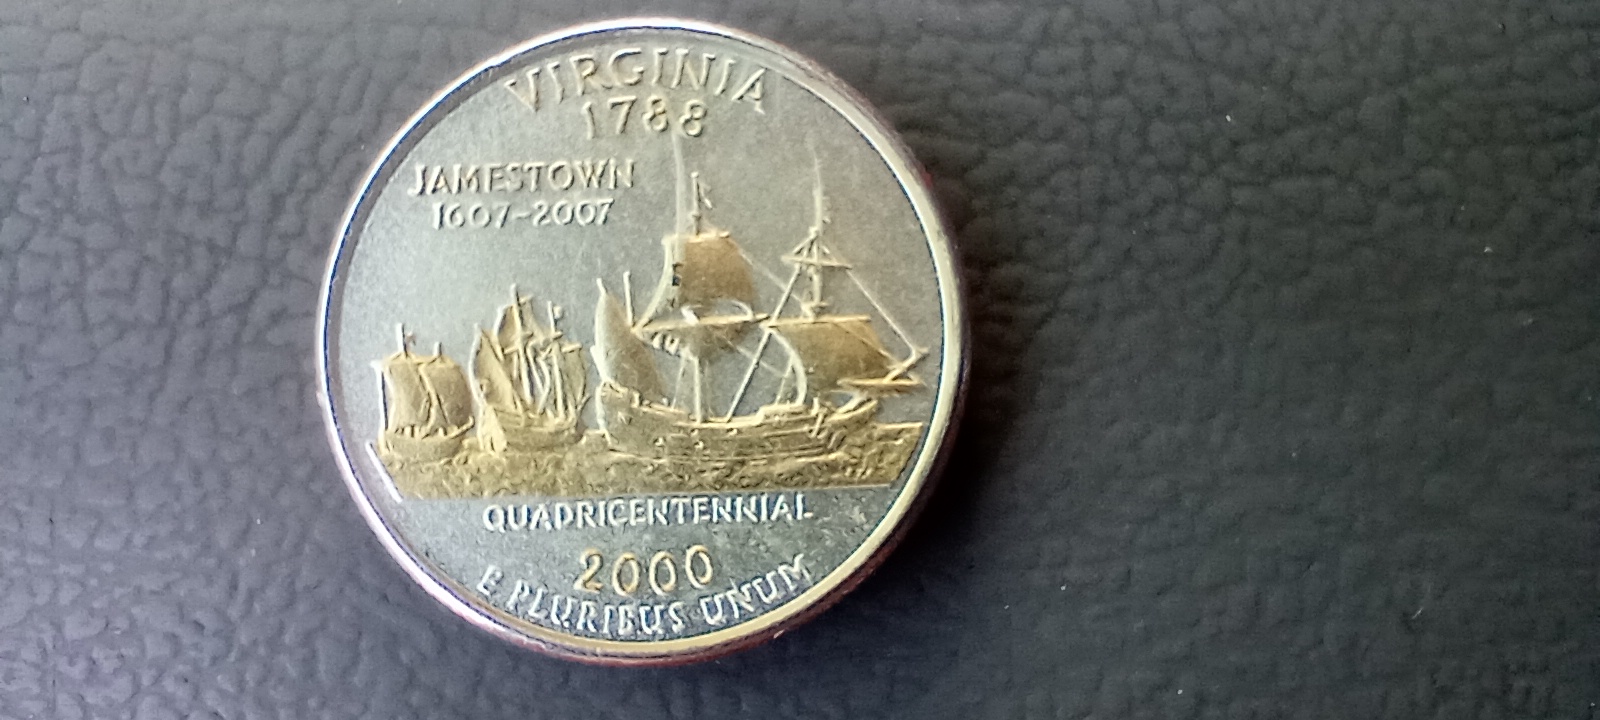 VIRGINIA
1788
JAMESTOWN
1607-2007
QUADRICENTENNIAL
2000
E PLURIBUS UNUM